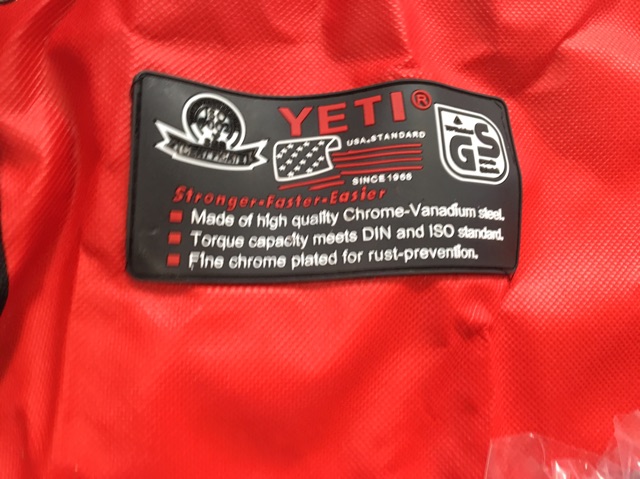 YETI®
USA.STANDARD
SINCE 1966
GS
Stronger-Faster-Easier
Made of high quality Chrome-Vanadium steel.
Torque capacity meets DIN and ISO standard.
Fine chrome plated for rust-prevention.